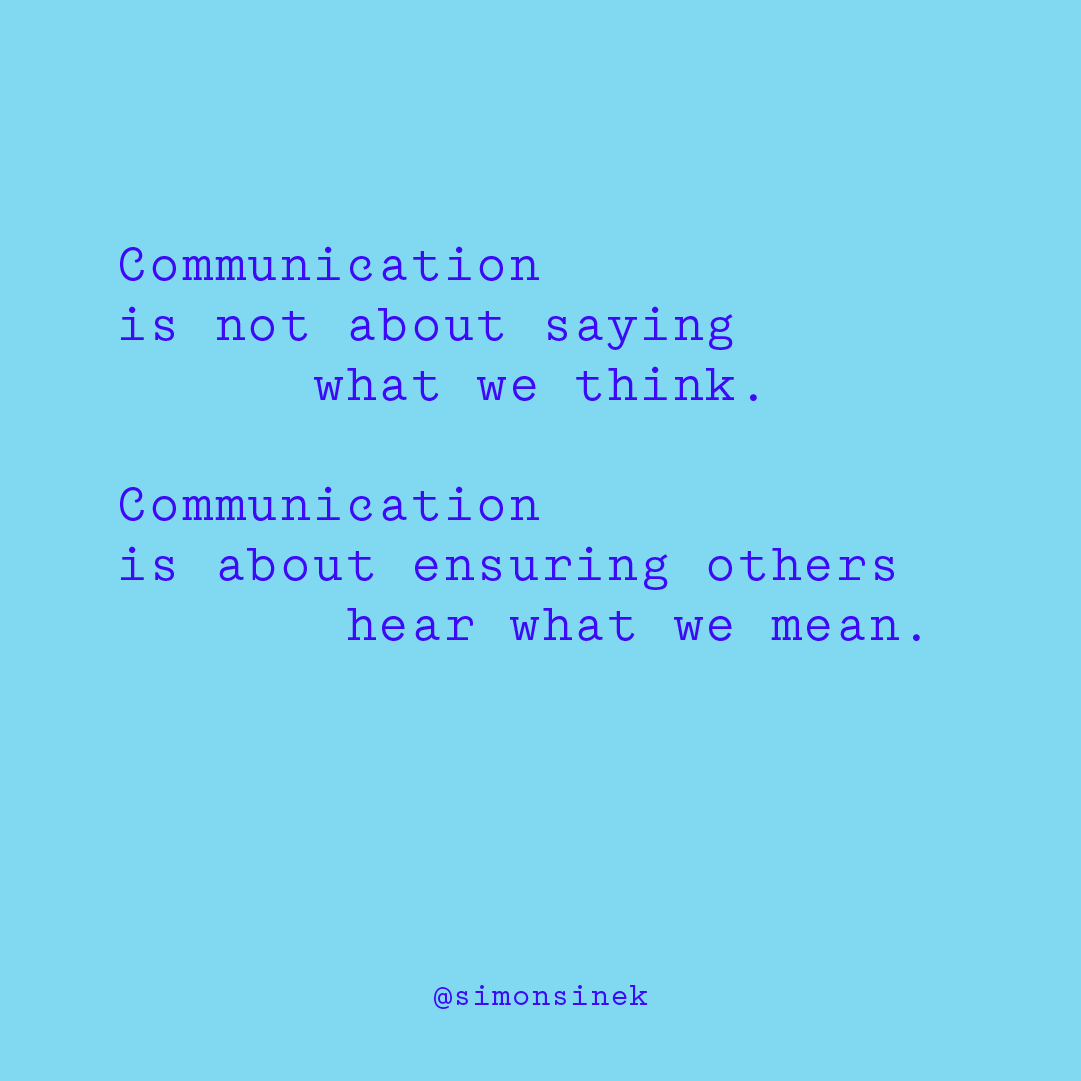 Communication
is not about saying
what we think.
Communication
is about ensuring others
hear what we mean.
@simonsinek